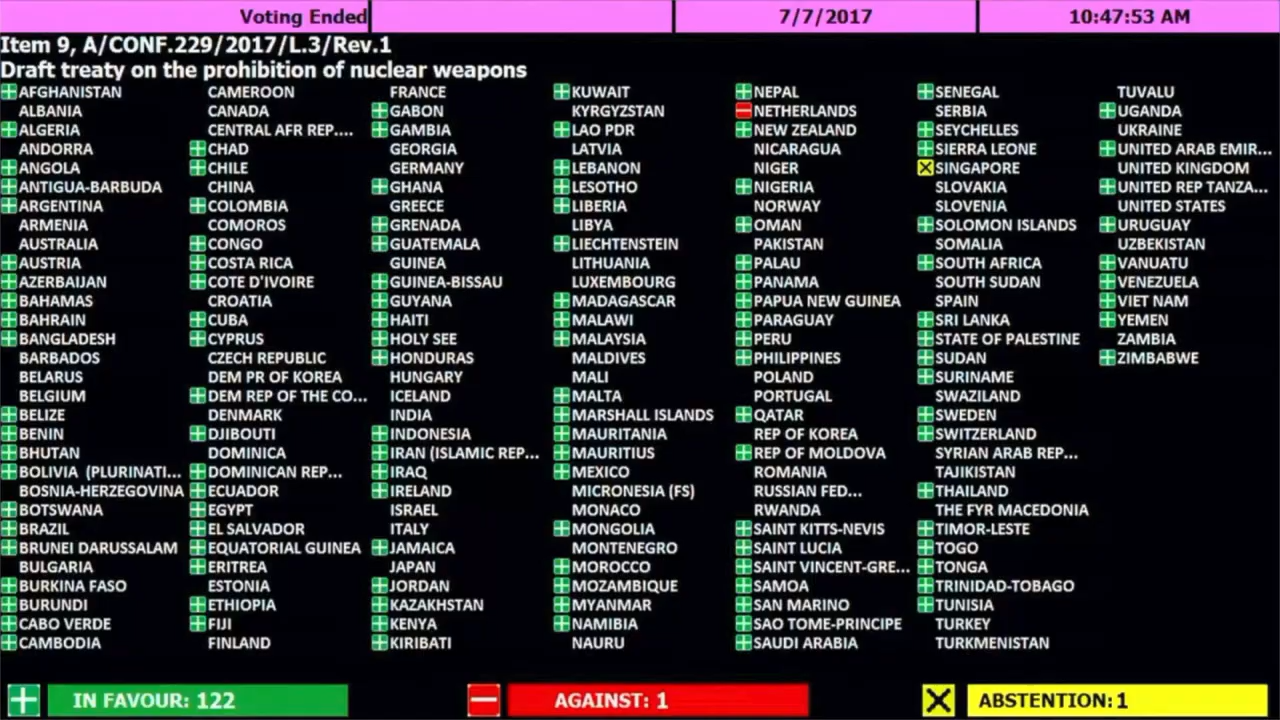 Voting Ended 7/7/2017 10:47:53 AM
Item 9, A/CONF.229/2017/L.3/Rev.1
Draft treaty on the prohibition of nuclear weapons
AFGHANISTAN
ALBANIA
ALGERIA
ANDORRA
ANGOLA
ANTIGUA-BARBUDA
ARGENTINA
ARMENIA
AUSTRALIA
AUSTRIA
AZERBAIJAN
BAHAMAS
BAHRAIN
BANGLADESH
BARBADOS
BELARUS
BELGIUM
BELIZE
BENIN
BHUTAN
BOLIVIA (PLURINATI...
BOSNIA-HERZEGOVINA
BOTSWANA
BRAZIL
BRUNEI DARUSSALAM
BULGARIA
BURKINA FASO
BURUNDI
CABO VERDE
CAMBODIA
CAMEROON
CANADA
CENTRAL AFR REP....
CHAD
CHILE
CHINA
COLOMBIA
COMOROS
CONGO
COSTA RICA
COTE D'IVOIRE
CROATIA
CUBA
CYPRUS
CZECH REPUBLIC
DEM PR OF KOREA
DEM REP OF THE CO...
DENMARK
DJIBOUTI
DOMINICA
DOMINICAN REP...
ECUADOR
EGYPT
EL SALVADOR
EQUATORIAL GUINEA
ERITREA
ESTONIA
ETHIOPIA
FIJI
FINLAND
FRANCE
GABON
GAMBIA
GEORGIA
GERMANY
GHANA
GREECE
GRENADA
GUATEMALA
GUINEA
GUINEA-BISSAU
GUYANA
HAITI
HOLY SEE
HONDURAS
HUNGARY
ICELAND
INDIA
INDONESIA
IRAN (ISLAMIC REP...
IRAQ
IRELAND
ISRAEL
ITALY
JAMAICA
JAPAN
JORDAN
KAZAKHSTAN
KENYA
KIRIBATI
KUWAIT
KYRGYZSTAN
LAO PDR
LATVIA
LEBANON
LESOTHO
LIBERIA
LIBYA
LIECHTENSTEIN
LITHUANIA
LUXEMBOURG
MADAGASCAR
MALAWI
MALAYSIA
MALDIVES
MALI
MALTA
MARSHALL ISLANDS
MAURITANIA
MAURITIUS
MEXICO
MICRONESIA (FS)
MONACO
MONGOLIA
MONTENEGRO
MOROCCO
MOZAMBIQUE
MYANMAR
NAMIBIA
NAURU
NEPAL
NETHERLANDS
NEW ZEALAND
NICARAGUA
NIGER
NIGERIA
NORWAY
OMAN
PAKISTAN
PALAU
PANAMA
PAPUA NEW GUINEA
PARAGUAY
PERU
PHILIPPINES
POLAND
PORTUGAL
QATAR
REP OF KOREA
REP OF MOLDOVA
ROMANIA
RUSSIAN FED...
RWANDA
SAINT KITTS-NEVIS
SAINT LUCIA
SAINT VINCENT-GRE...
SAMOA
SAN MARINO
SAO TOME-PRINCIPE
SAUDI ARABIA
SENEGAL
SERBIA
SEYCHELLES
SIERRA LEONE
SINGAPORE
SLOVAKIA
SLOVENIA
SOLOMON ISLANDS
SOMALIA
SOUTH AFRICA
SOUTH SUDAN
SPAIN
SRI LANKA
STATE OF PALESTINE
SUDAN
SURINAME
SWAZILAND
SWEDEN
SWITZERLAND
SYRIAN ARAB REP...
TAJIKISTAN
THAILAND
THE FYR MACEDONIA
TIMOR-LESTE
TOGO
TONGA
TRINIDAD-TOBAGO
TUNISIA
TURKEY
TURKMENISTAN
TUVALU
UGANDA
UKRAINE
UNITED ARAB EMIR...
UNITED KINGDOM
UNITED REP TANZA...
UNITED STATES
URUGUAY
UZBEKISTAN
VANUATU
VENEZUELA
VIET NAM
YEMEN
ZAMBIA
ZIMBABWE
IN FAVOUR: 122 AGAINST: 1 ABSTENTION: 1